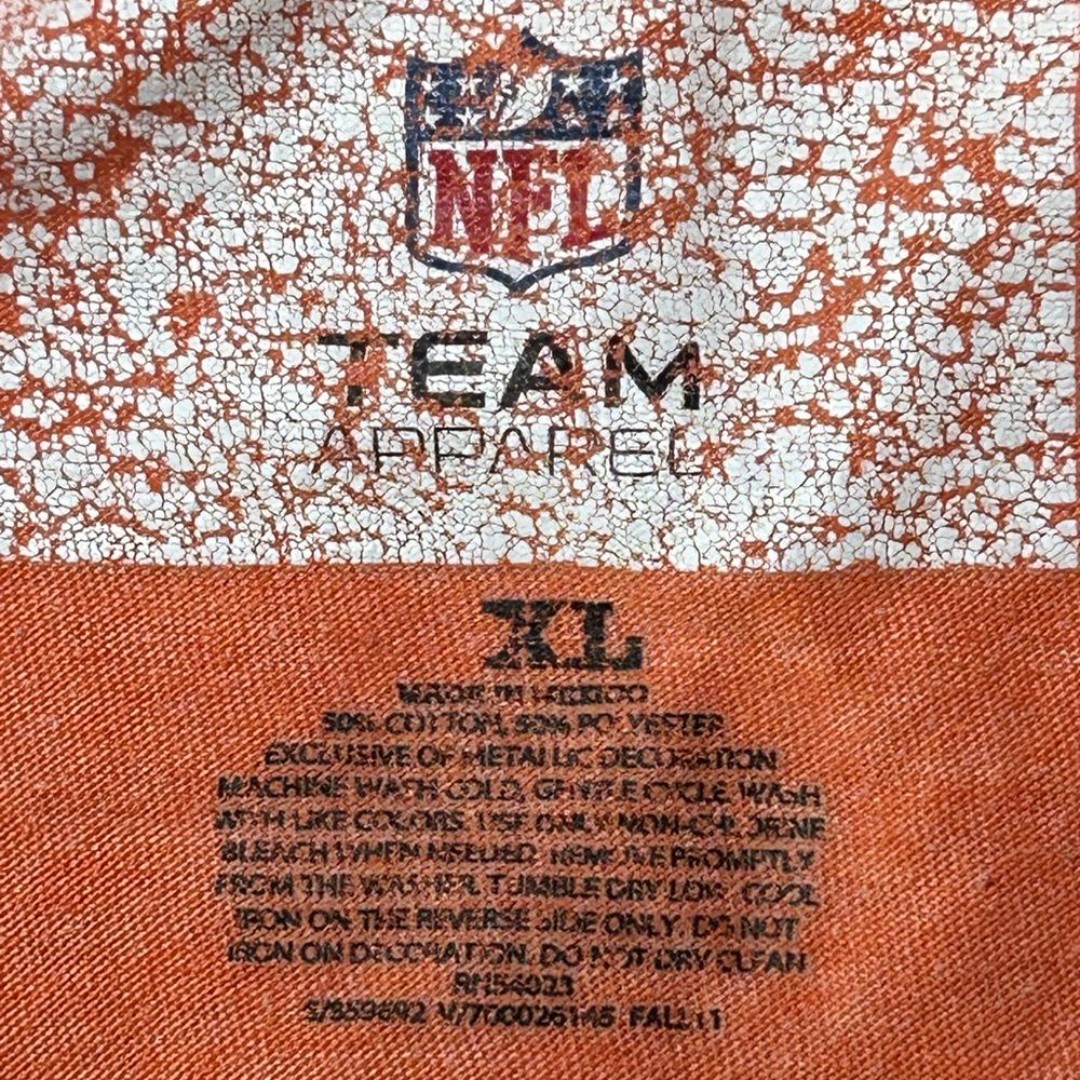 NFL
TEAM
APPAREL
XL
MADE IN MEXICO
50% COTTON, 50% POLYESTER
EXCLUSIVE OF METALLIC DECORATION
MACHINE WASH COLD, GENTLE CYCLE. WASH
WITH LIKE COLORS. USE ONLY NON-CHLORINE
BLEACH WHEN NEEDED. REMOVE PROMPTLY
FROM THE WASHER. TUMBLE DRY LOW. COOL
IRON ON THE REVERSE SIDE ONLY. DO NOT
IRON ON DECORATION. DO NOT DRY CLEAN
S/859692 V/700026145 FALL 11